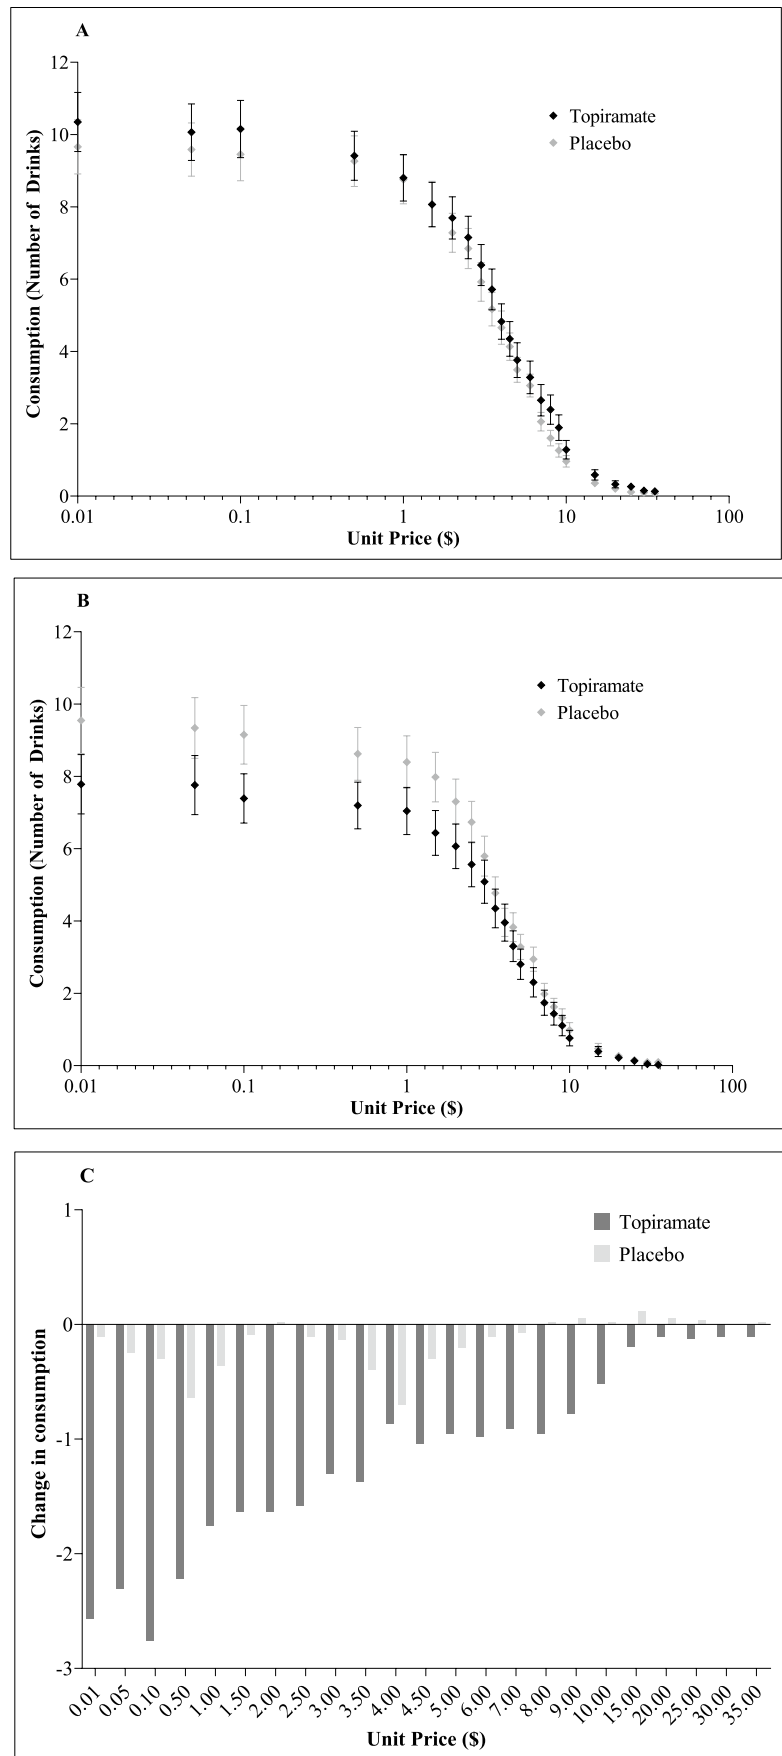 A
12
10
8
6
4
2
0
Consumption (Number of Drinks)
Topiramate
Placebo
0.01 0.1 1 10 100
Unit Price ($)
B
12
10
8
6
4
2
0
Consumption (Number of Drinks)
Topiramate
Placebo
0.01 0.1 1 10 100
Unit Price ($)
C
1
0
-1
-2
-3
Change in consumption
Topiramate
Placebo
0.01 0.05 0.10 0.50 1.00 1.50 2.00 2.50 3.00 3.50 4.00 4.50 5.00 6.00 7.00 8.00 9.00 10.00 15.00 20.00 25.00 30.00 35.00
Unit Price ($)